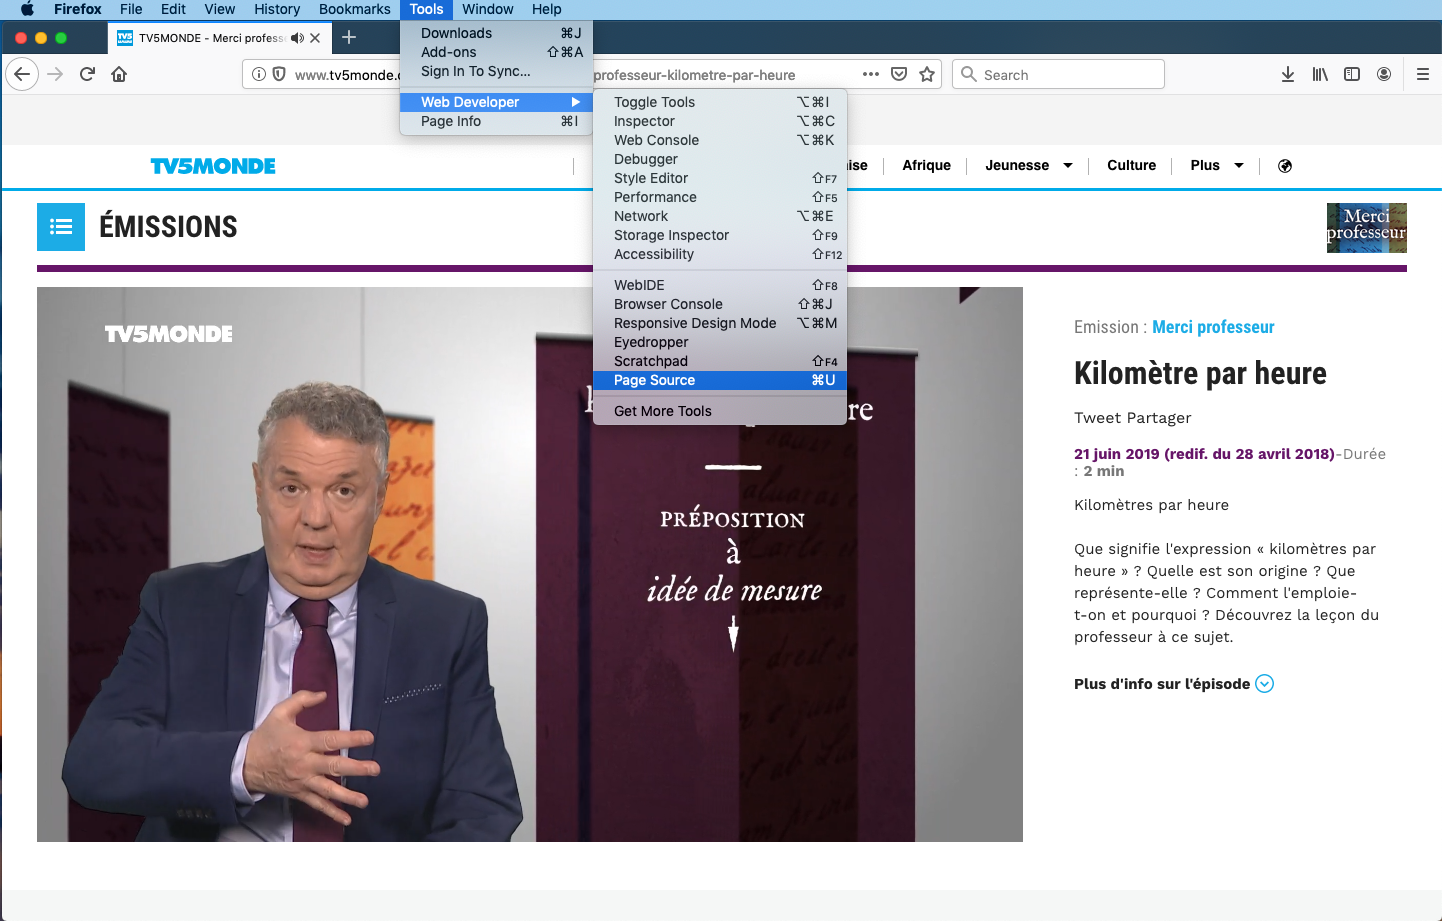 Firefox File Edit View History Bookmarks Tools Window Help
TV5MONDE - Merci profess
www.tv5monde. professeur-kilometre-par-heure
Search
Downloads ⌘J
Add-ons ⇧⌘A
Sign In To Sync...
Web Developer ▶
Page Info ⌘I
Toggle Tools ⌥⌘I
Inspector ⌥⌘C
Web Console ⌥⌘K
Debugger
Style Editor ⇧F7
Performance ⇧F5
Network ⌥⌘E
Storage Inspector ⇧F9
Accessibility ⇧F12
WebIDE ⇧F8
Browser Console ⇧⌘J
Responsive Design Mode ⌥⌘M
Eyedropper
Scratchpad ⇧F4
Page Source ⌘U
Get More Tools
TV5MONDE
ise Afrique Jeunesse Culture Plus
ÉMISSIONS
Merci
professeur
TV5MONDE
re
PRÉPOSITION
à
idée de mesure
Emission : Merci professeur
Kilomètre par heure
Tweet Partager
21 juin 2019 (redif. du 28 avril 2018)-Durée
: 2 min
Kilomètres par heure
Que signifie l'expression « kilomètres par
heure » ? Quelle est son origine ? Que
représente-elle ? Comment l'emploie-
t-on et pourquoi ? Découvrez la leçon du
professeur à ce sujet.
Plus d'info sur l'épisode